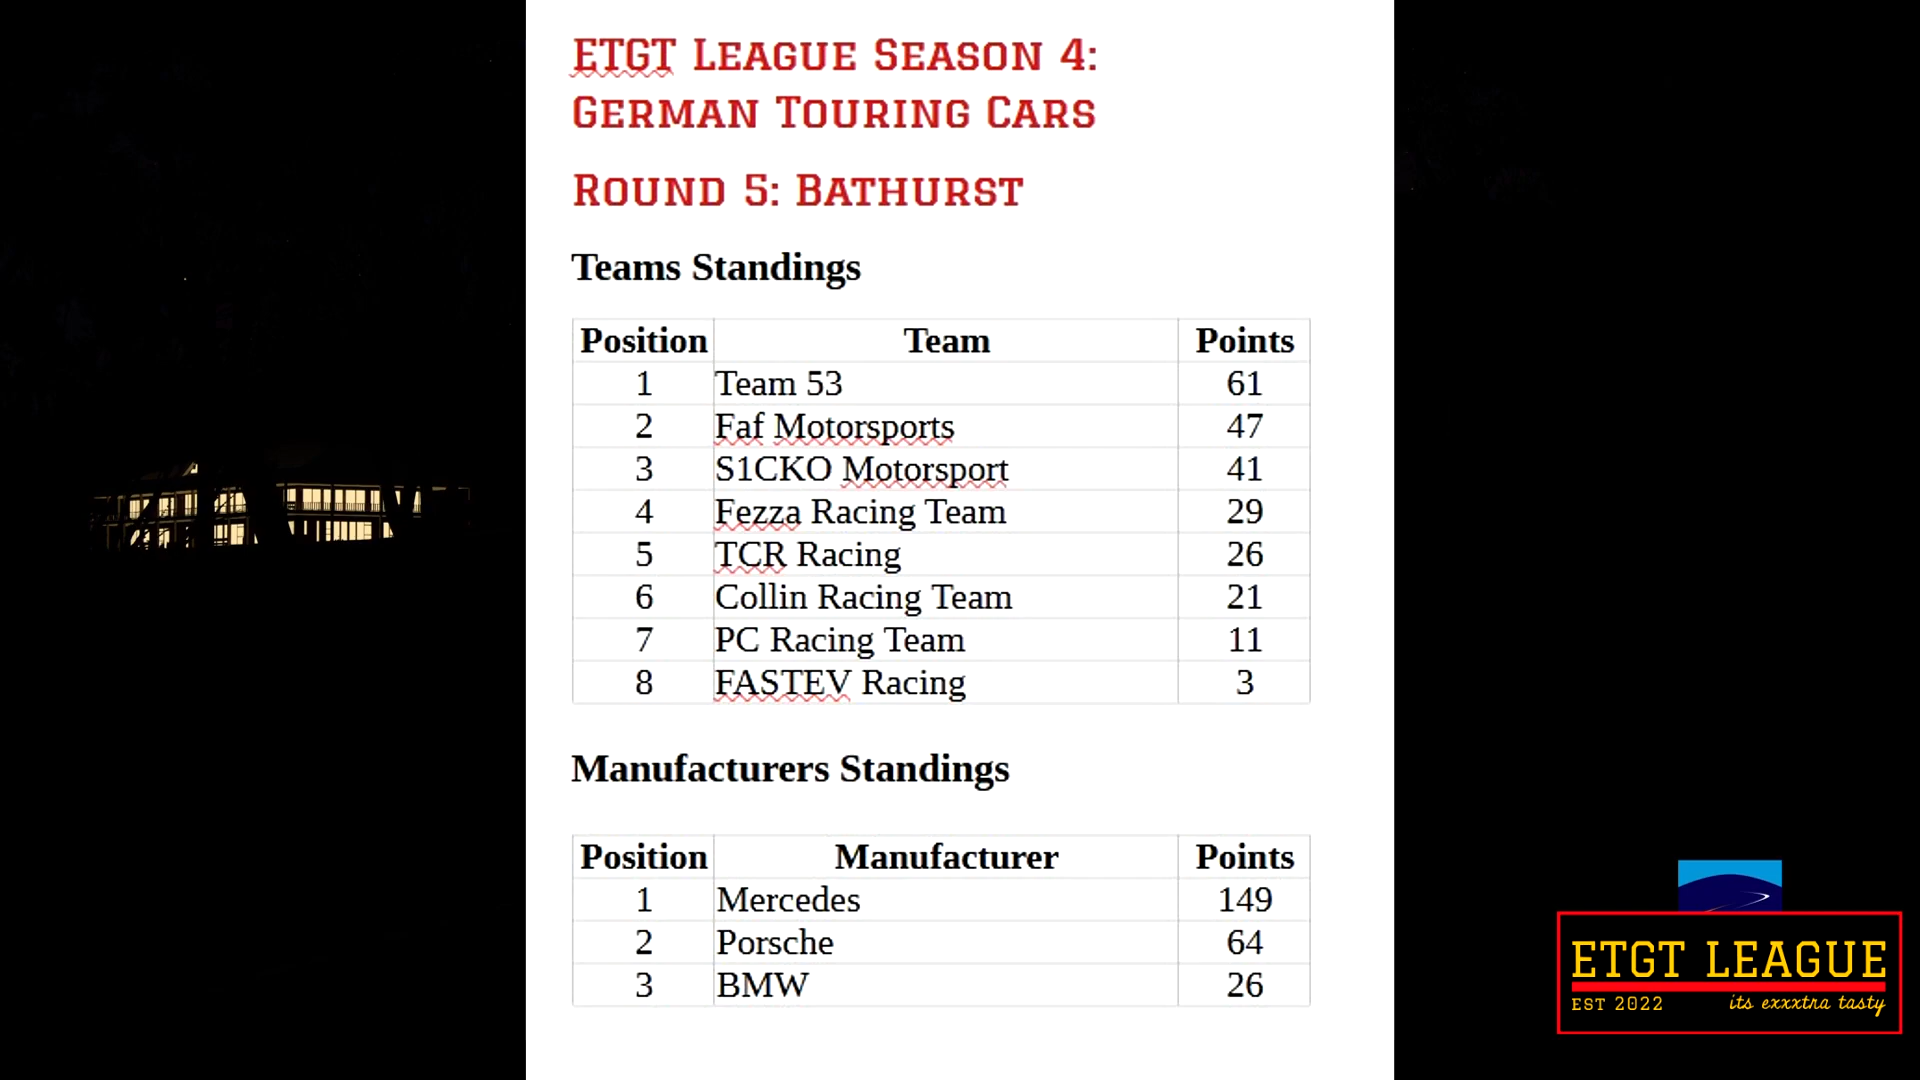 ETGT League Season 4:
German Touring Cars
Round 5: Bathurst
Teams Standings
Position Team Points
1 Team 53 61
2 Faf Motorsports 47
3 S1CKO Motorsport 41
4 Fezza Racing Team 29
5 TCR Racing 26
6 Collin Racing Team 21
7 PC Racing Team 11
8 FASTEV Racing 3
Manufacturers Standings
Position Manufacturer Points
1 Mercedes 149
2 Porsche 64
3 BMW 26
ETGT LEAGUE
EST 2022 its exxxtra tasty